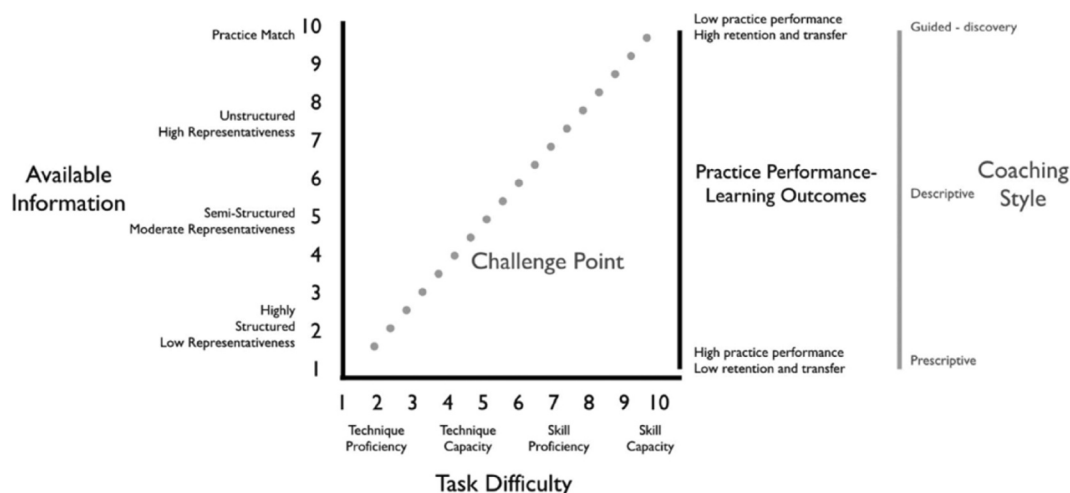 Available
Information
10
9
8
7
6
5
4
3
2
1
Practice Match
Unstructured
High Representativeness
Semi-Structured
Moderate Representativeness
Highly
Structured
Low Representativeness
Challenge Point
1 2 3 4 5 6 7 8 9 10
Technique
Proficiency
Technique
Capacity
Skill
Proficiency
Skill
Capacity
Task Difficulty
Low practice performance
High retention and transfer
Practice Performance-
Learning Outcomes
High practice performance
Low retention and transfer
Guided - discovery
Descriptive
Prescriptive
Coaching
Style